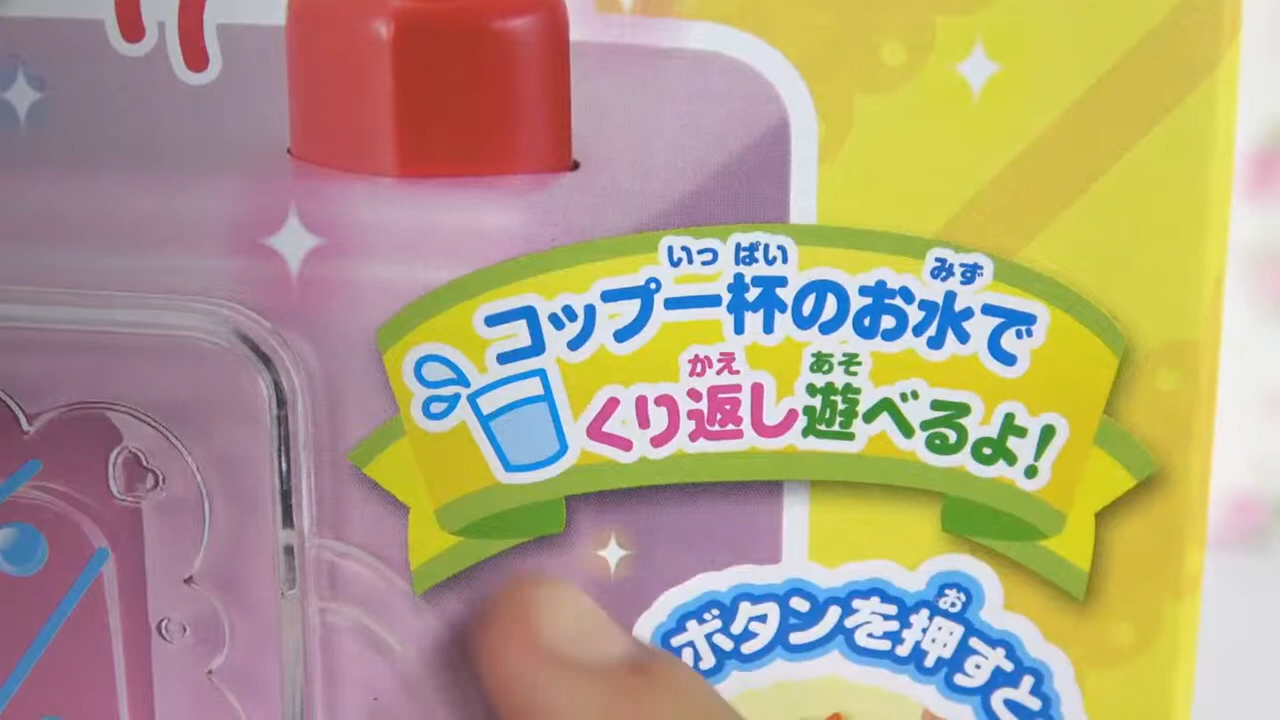 いっぱい みず
コップ一杯のお水で
かえ あそ
くり返し遊べるよ!
お
ボタンを押すと